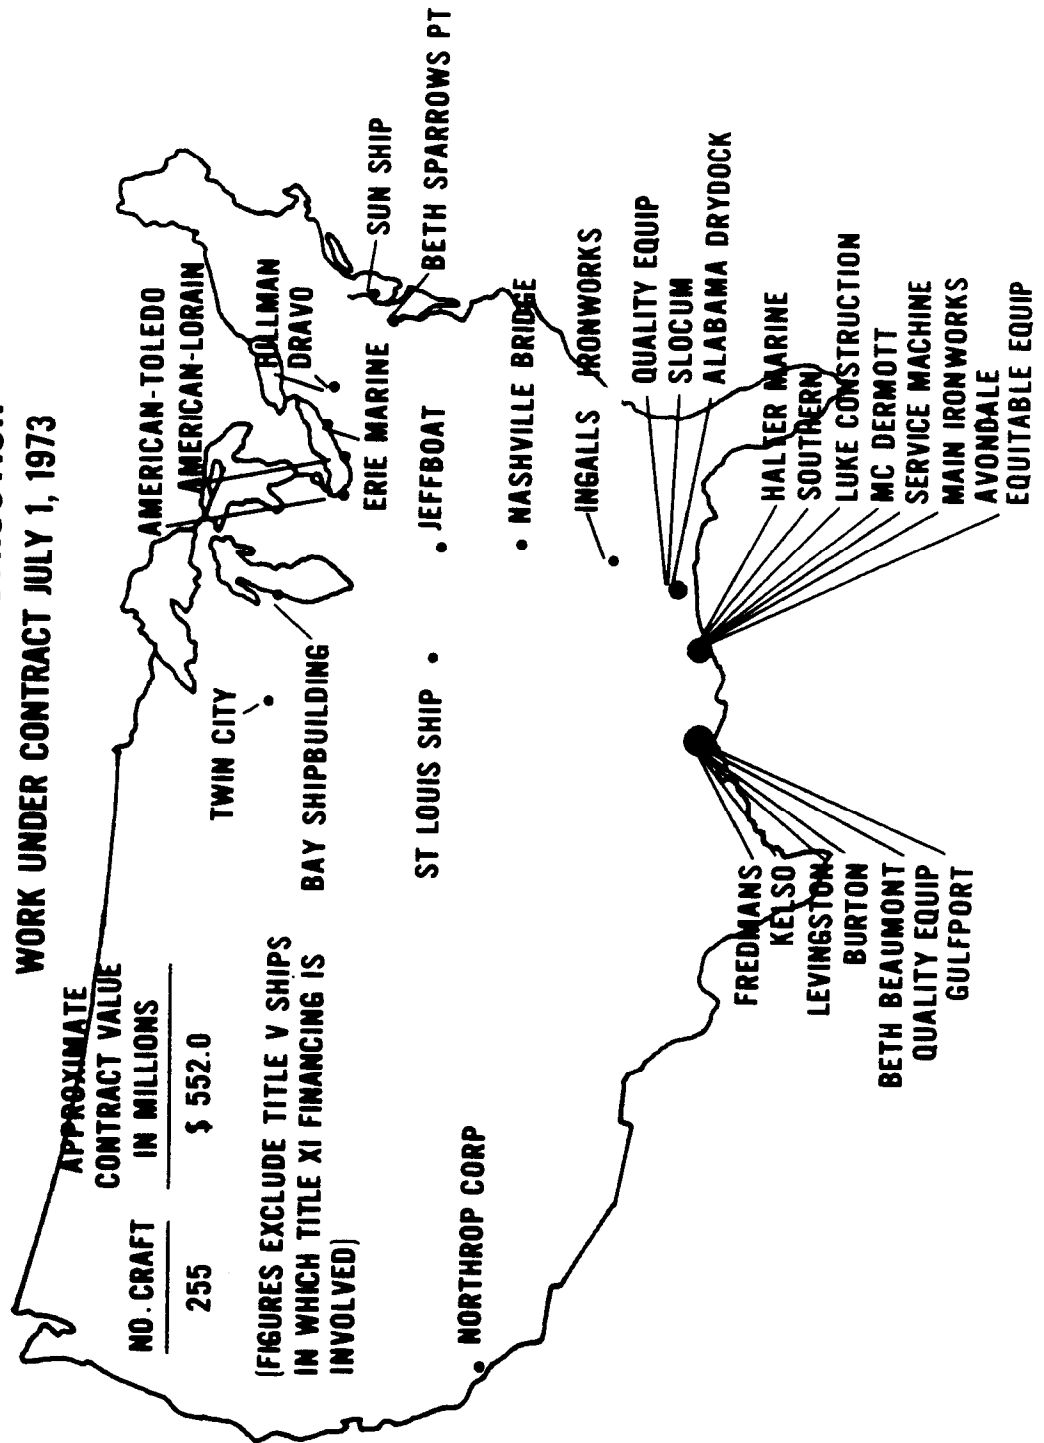 WORK UNDER CONTRACT JULY 1, 1973
NO. CRAFT
255
APPROXIMATE
CONTRACT VALUE
IN MILLIONS
$ 552.0
(FIGURES EXCLUDE TITLE V SHIPS
IN WHICH TITLE XI FINANCING IS
INVOLVED)
TWIN CITY
BAY SHIPBUILDING
ST LOUIS SHIP
NORTHROP CORP
AMERICAN-TOLEDO
AMERICAN-LORAIN
DRAVO
ERIE MARINE
JEFFBOAT
NASHVILLE BRIDGE
SUN SHIP
BETH SPARROWS PT
INGALLS IRONWORKS
QUALITY EQUIP
SLOCUM
ALABAMA DRYDOCK
HALTER MARINE
SOUTHERN
LUKE CONSTRUCTION
MC DERMOTT
SERVICE MACHINE
MAIN IRONWORKS
AVONDALE
EQUITABLE EQUIP
FREDMANS
KELSO
LEVINGSTON
BURTON
BETH BEAUMONT
QUALITY EQUIP
GULFPORT